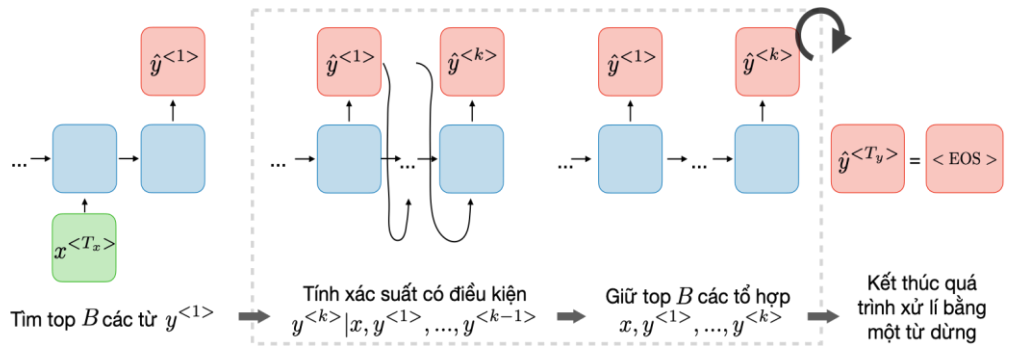 ŷ<1>
ŷ<1>
ŷ<k>
ŷ<1>
ŷ<k>
...
...
...
...
...
ŷ<Ty> = < EOS >
x<Tx>
Tìm top B các từ y<1>
Tính xác suất có điều kiện
y<k>|x, y<1>, ..., y<k−1>
Giữ top B các tổ hợp
x, y<1>, ..., y<k>
Kết thúc quá
trình xử lí bằng
một từ dừng